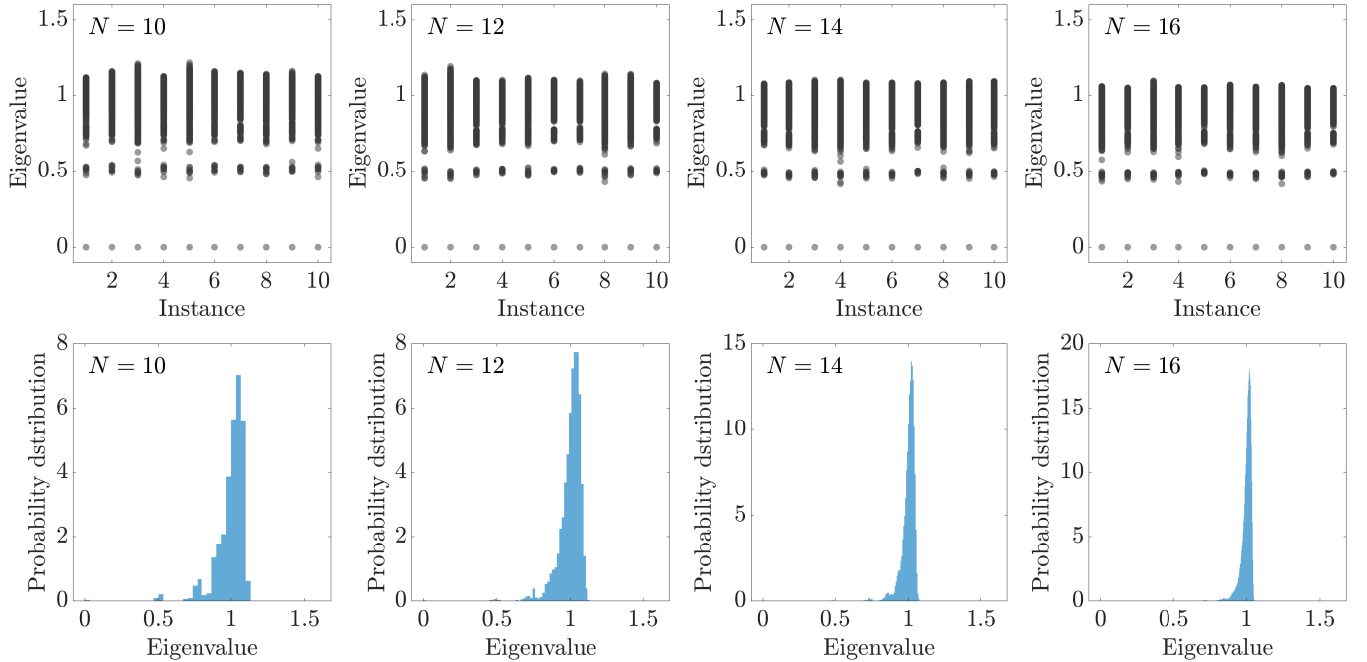 1.5
1
0.5
0
Eigenvalue
N = 10
2 4 6 8 10
Instance
1.5
1
0.5
0
Eigenvalue
N = 12
2 4 6 8 10
Instance
1.5
1
0.5
0
Eigenvalue
N = 14
2 4 6 8 10
Instance
1.5
1
0.5
0
Eigenvalue
N = 16
2 4 6 8 10
Instance
8
6
4
2
0
Probability dstribution
N = 10
0 0.5 1 1.5
Eigenvalue
8
6
4
2
0
Probability dstribution
N = 12
0 0.5 1 1.5
Eigenvalue
15
10
5
0
Probability dstribution
N = 14
0 0.5 1 1.5
Eigenvalue
20
15
10
5
0
Probability dstribution
N = 16
0 0.5 1 1.5
Eigenvalue